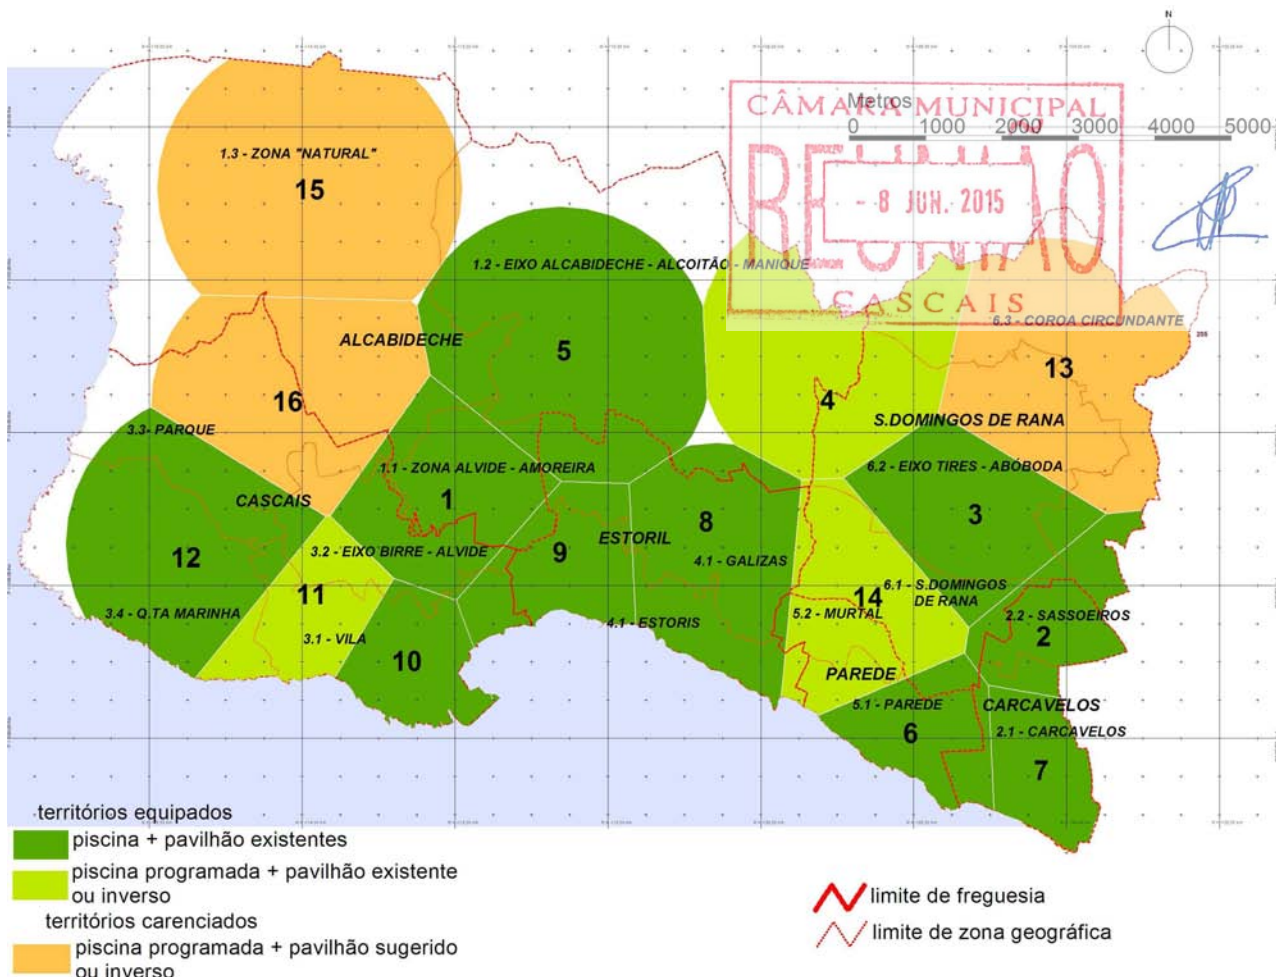 N
CÂMARA MUNICIPAL
Metros
0 1000 2000 3000 4000 5000
REUNIÃO
- 8 JUN. 2015
CASCAIS
1.3 - ZONA "NATURAL"
15
1.2 - EIXO ALCABIDECHE - ALCOITÃO - MANIQUE
6.3 - COROA CIRCUNDANTE
ALCABIDECHE
5
13
16
4
S.DOMINGOS DE RANA
3.3- PARQUE
1.1 - ZONA ALVIDE - AMOREIRA
6.2 - EIXO TIRES - ABÓBODA
CASCAIS
1
8
3
ESTORIL
12
3.2 - EIXO BIRRE - ALVIDE
9
4.1 - GALIZAS
11
14
6.1 - S.DOMINGOS
DE RANA
3.4 - Q.TA MARINHA
5.2 - MURTAL
2.2 - SASSOEIROS
4.1 - ESTORIS
3.1 - VILA
2
10
PAREDE
5.1 - PAREDE
CARCAVELOS
6
2.1 - CARCAVELOS
7
territórios equipados
piscina + pavilhão existentes
piscina programada + pavilhão existente
ou inverso
territórios carenciados
piscina programada + pavilhão sugerido
ou inverso
limite de freguesia
limite de zona geográfica